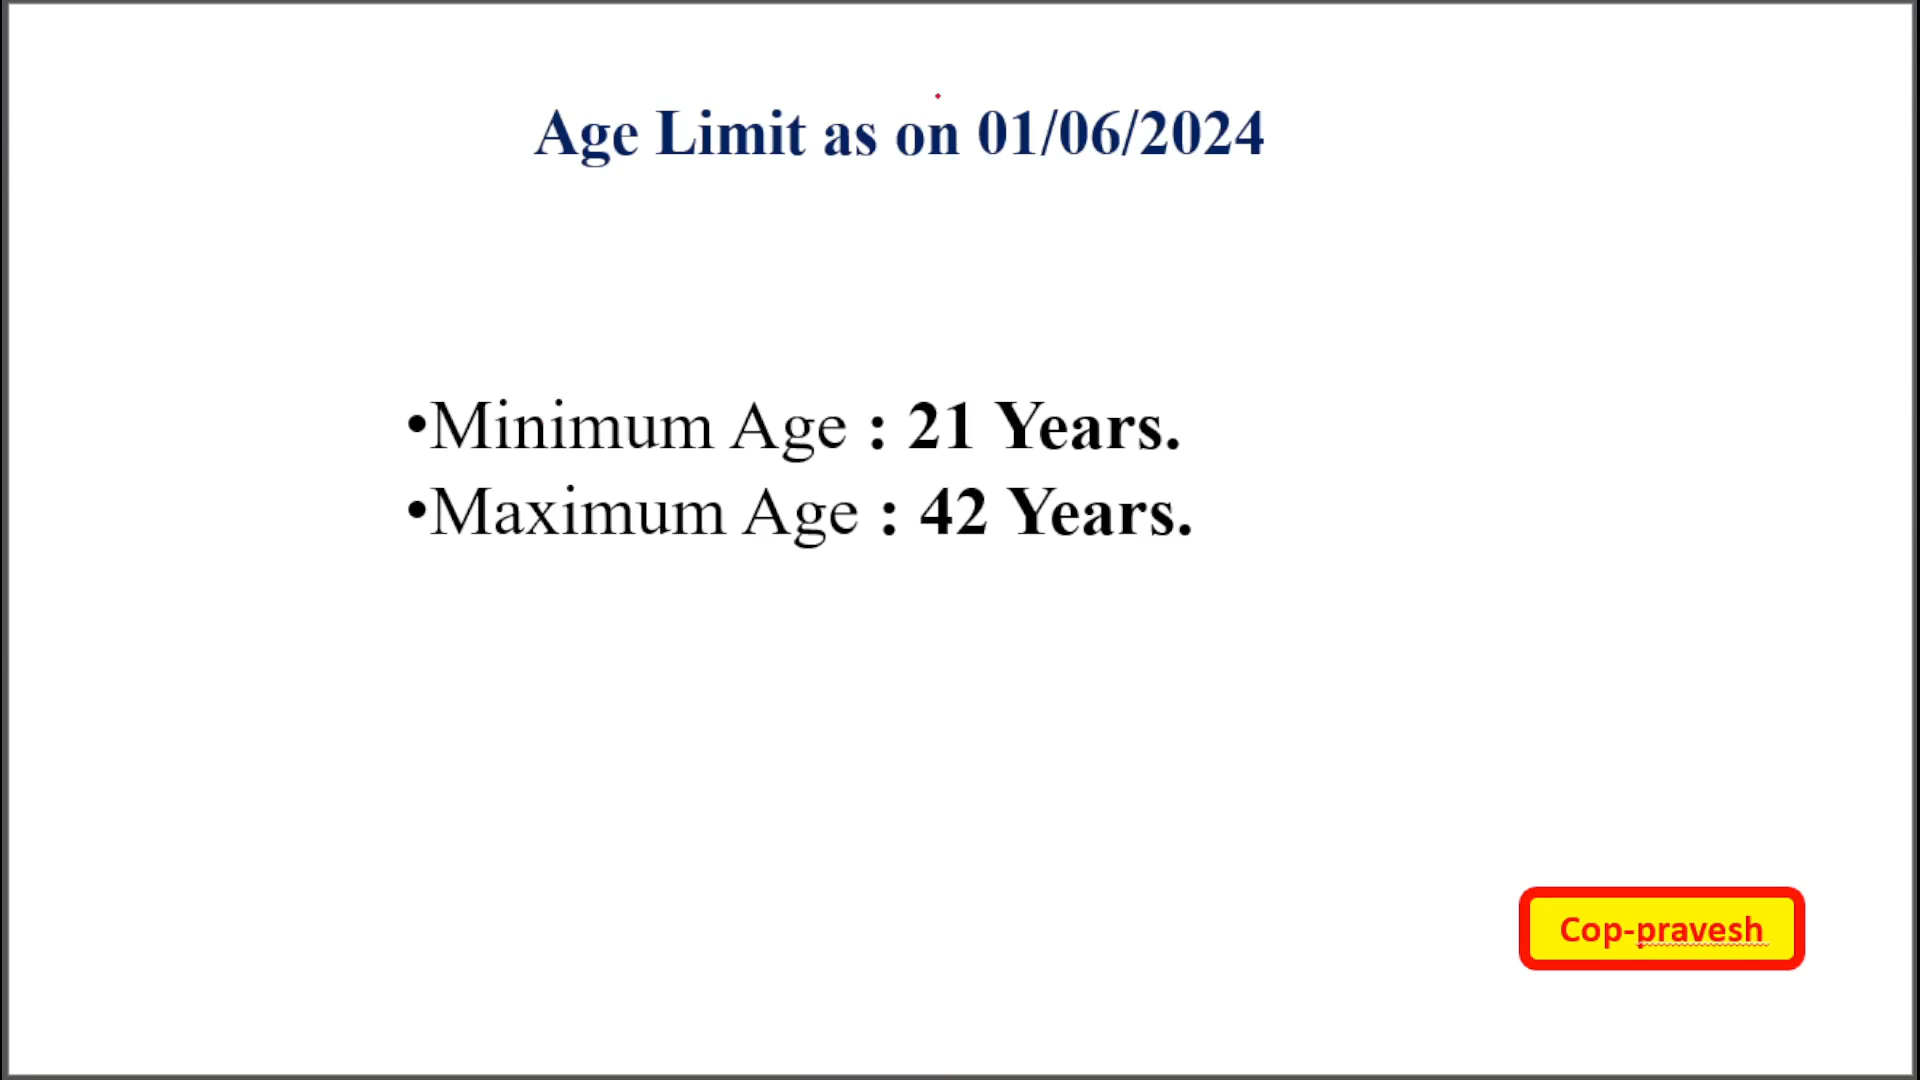 Age Limit as on 01/06/2024
•Minimum Age : 21 Years.
•Maximum Age : 42 Years.
Cop-pravesh